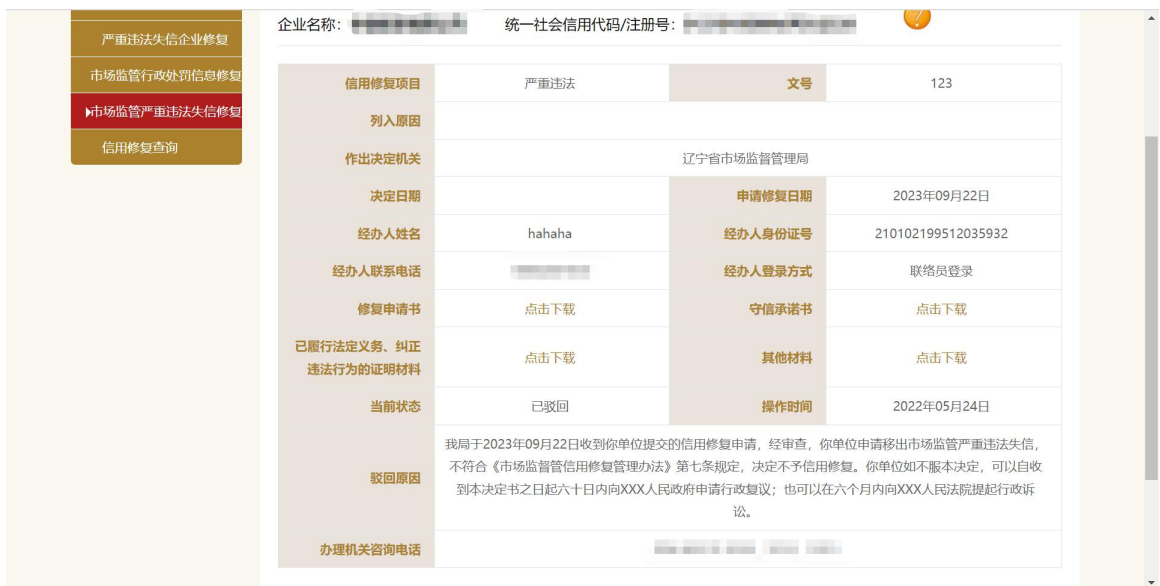 企业名称：
统一社会信用代码/注册号：
?
严重违法失信企业修复
市场监管行政处罚信息修复
市场监管严重违法失信修复
信用修复查询
信用修复项目 严重违法 文号 123
列入原因
作出决定机关 辽宁省市场监督管理局
决定日期 申请修复日期 2023年09月22日
经办人姓名 hahaha 经办人身份证号 210102199512035932
经办人联系电话 经办人登录方式 联络员登录
修复申请书 点击下载 守信承诺书 点击下载
已履行法定义务、纠正
违法行为的证明材料 点击下载 其他材料 点击下载
当前状态 已驳回 操作时间 2022年05月24日
驳回原因
我局于2023年09月22日收到你单位提交的信用修复申请，经审查，你单位申请移出市场监管严重违法失信，
不符合《市场监督管信用修复管理办法》第七条规定，决定不予信用修复。你单位如不服本决定，可以自收
到本决定书之日起六十日内向XXX人民政府申请行政复议；也可以在六个月内向XXX人民法院提起行政诉
讼。
办理机关咨询电话